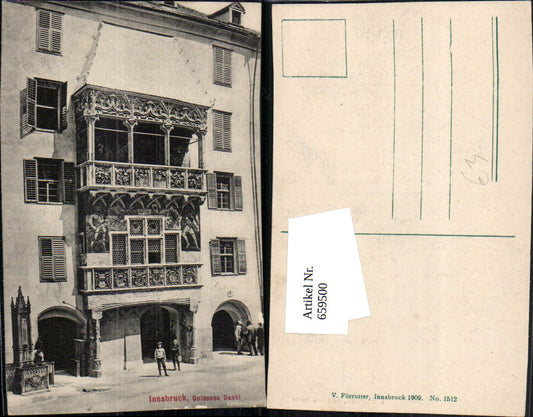 Innsbruck, Goldenes Dachl
Artikel Nr.
659500
V. Fürrutter, Innsbruck 1909. No. 1512